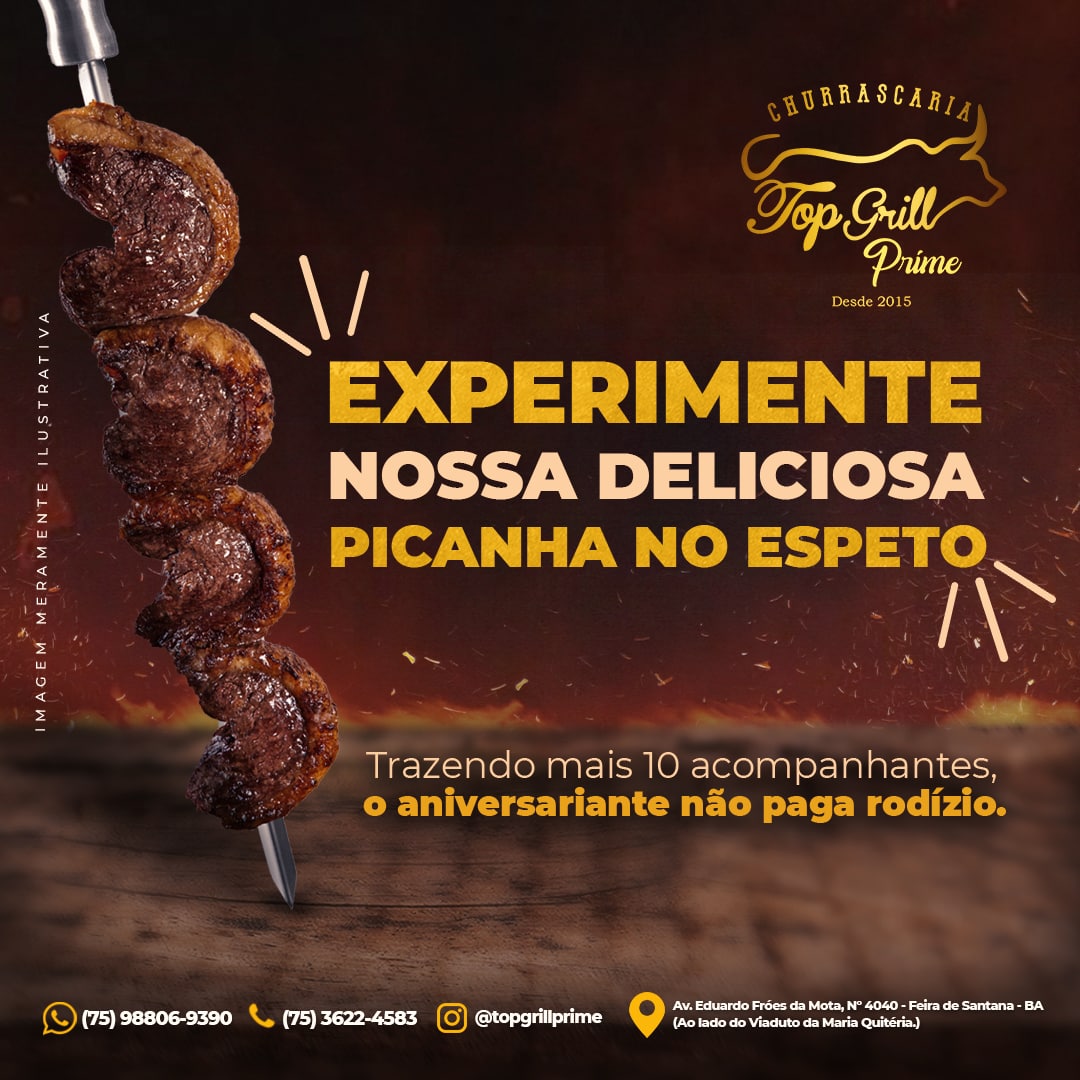 CHURRASCARIA
Top Grill
Prime
Desde 2015
EXPERIMENTE
NOSSA DELICIOSA
PICANHA NO ESPETO
IMAGEM MERAMENTE ILUSTRATIVA
Trazendo mais 10 acompanhantes,
o aniversariante não paga rodízio.
(75) 98806-9390
(75) 3622-4583
@topgrillprime
Av. Eduardo Fróes da Mota, Nº 4040 - Feira de Santana - BA
(Ao lado do Viaduto da Maria Quitéria.)